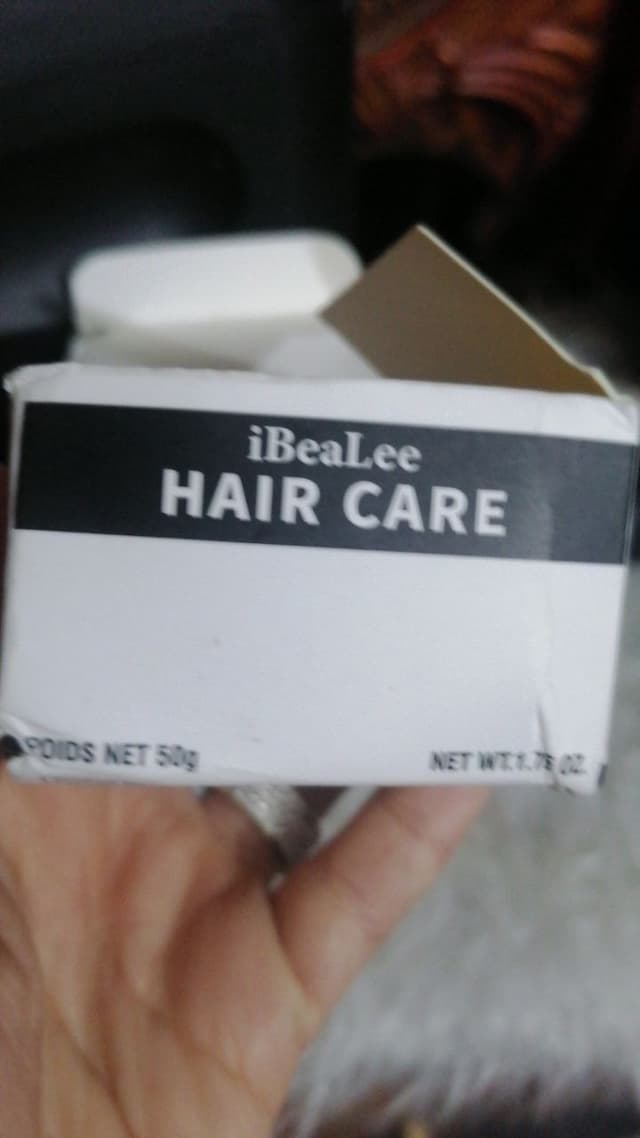 iBeaLee
HAIR CARE
POIDS NET 50g
NET WT.1.76 OZ.